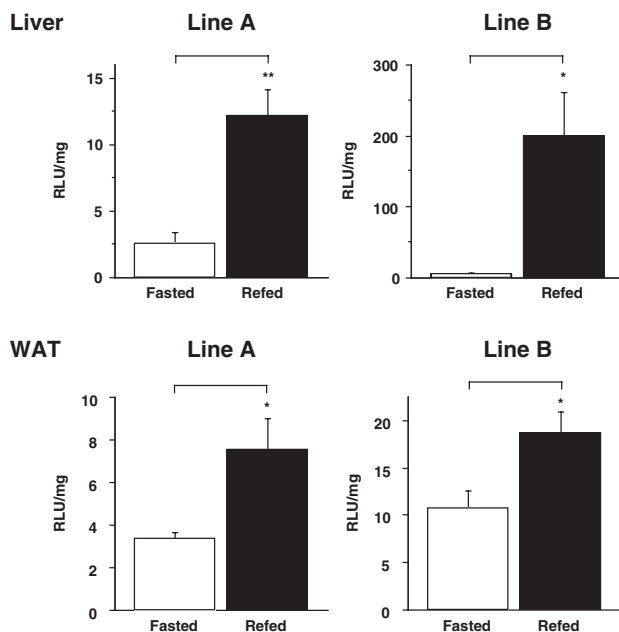 Liver
Line A
Line B
**
*
RLU/mg
15
10
5
0
Fasted
Refed
RLU/mg
300
200
100
0
Fasted
Refed
WAT
Line A
Line B
*
*
RLU/mg
10
8
6
4
2
0
Fasted
Refed
RLU/mg
20
15
10
5
0
Fasted
Refed